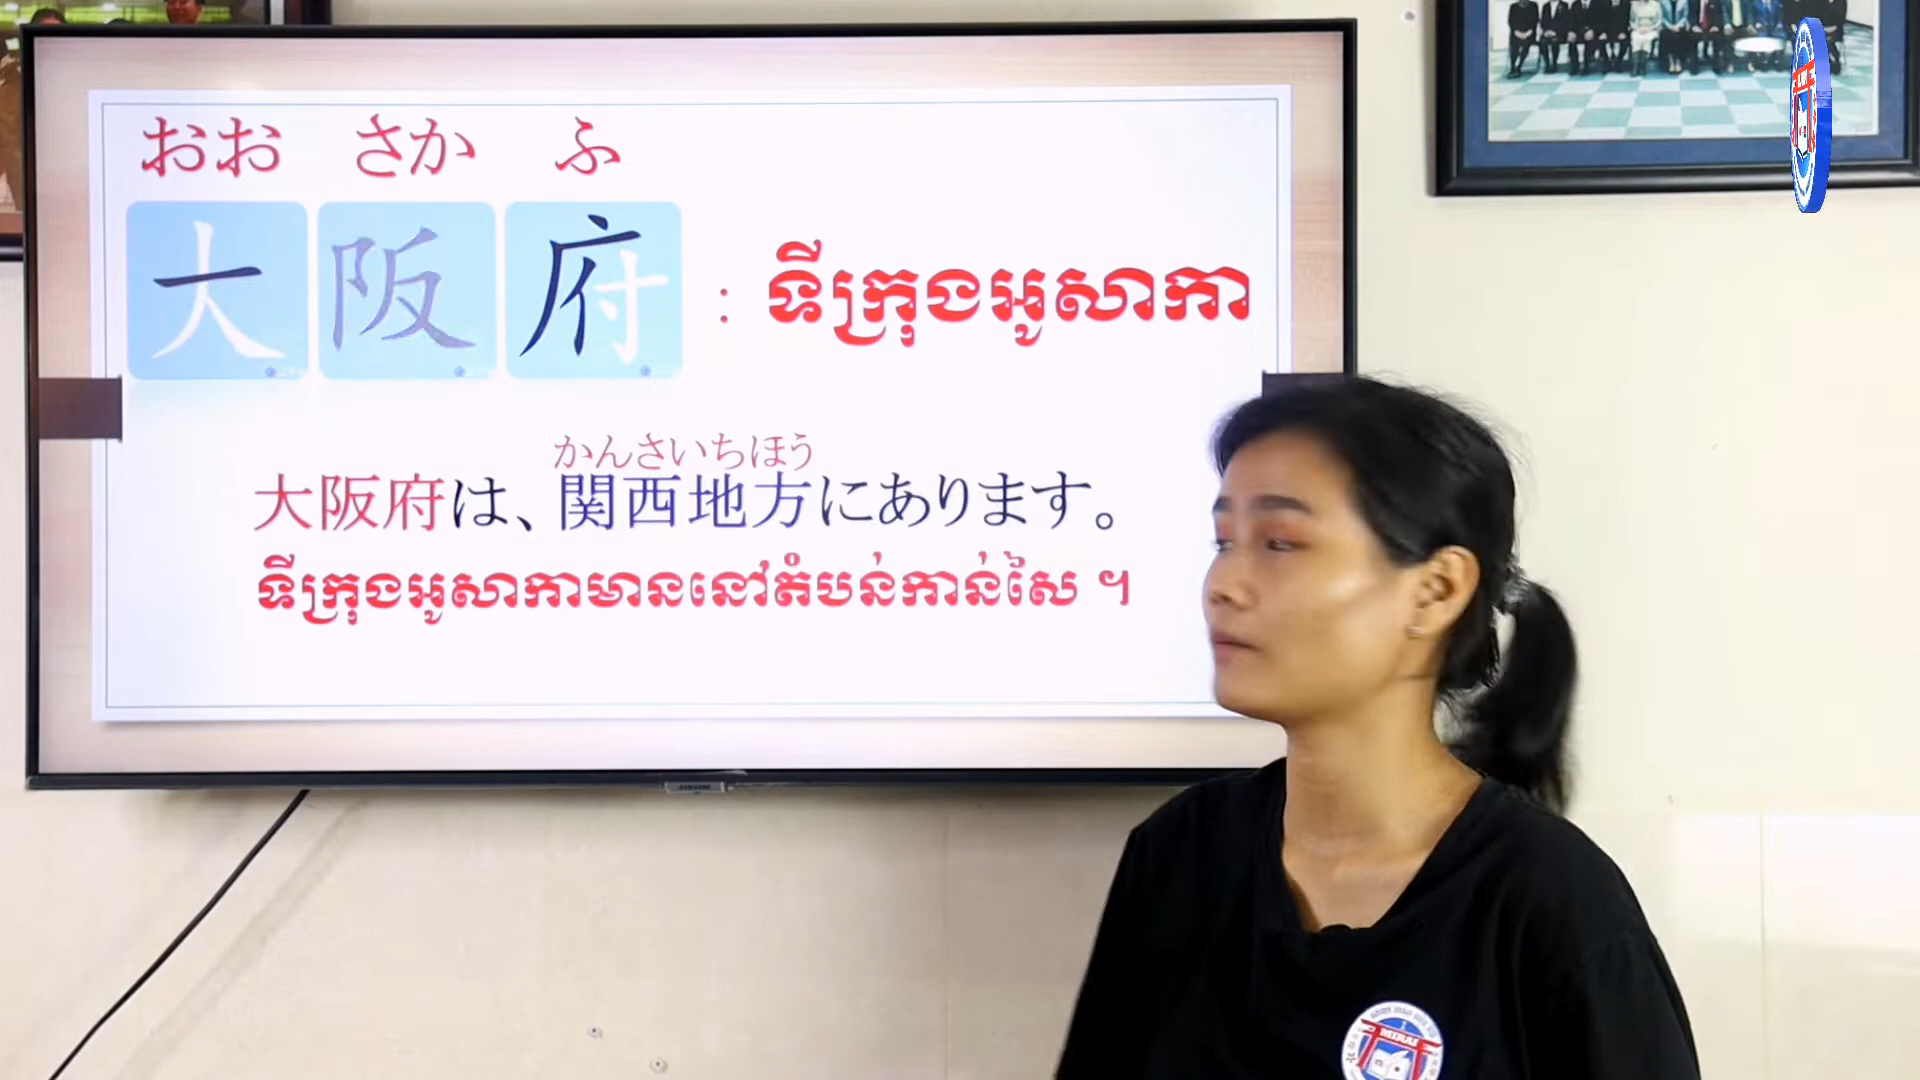 おお さか ふ
大阪府 : ទីក្រុងអូសាកា
かんさいちほう
大阪府は、関西地方にあります。
ទីក្រុងអូសាកាមាននៅតំបន់កាន់សៃ ។
SAMSUNG